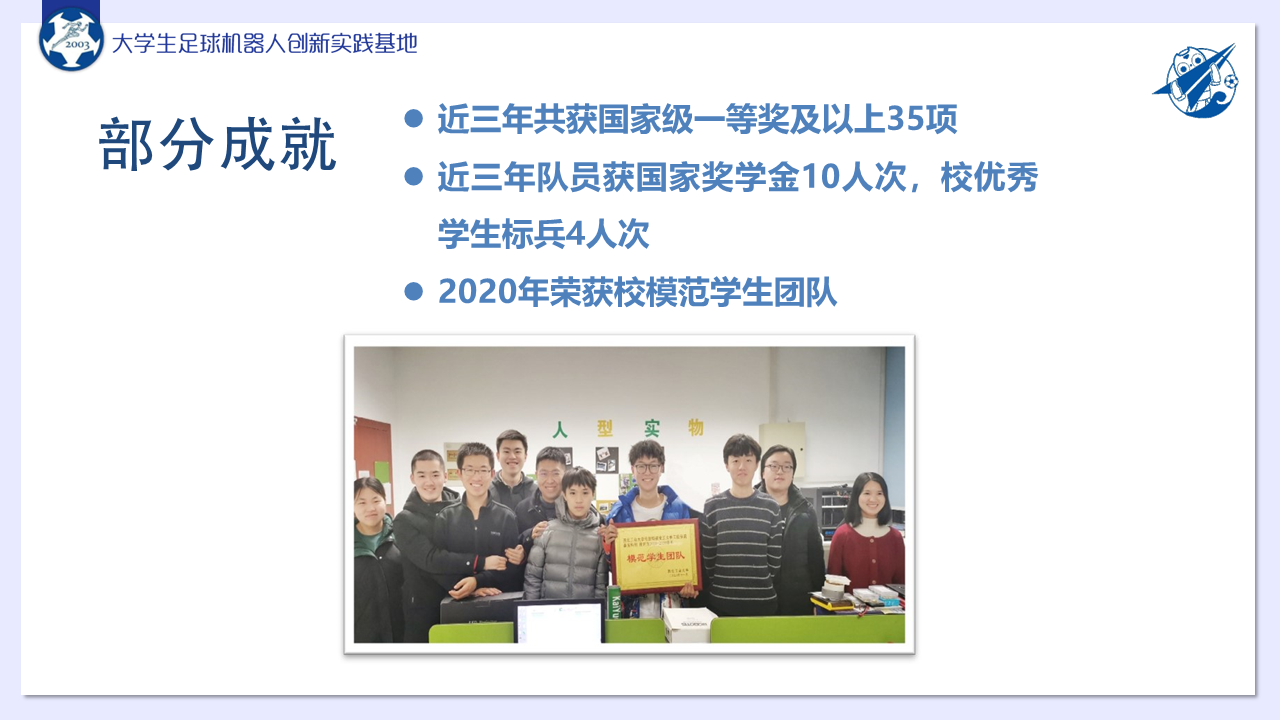 2003
大学生足球机器人创新实践基地
部分成就
近三年共获国家级一等奖及以上35项
近三年队员获国家奖学金10人次，校优秀
学生标兵4人次
2020年荣获校模范学生团队
人型实物
模范学生团队
KaiYu